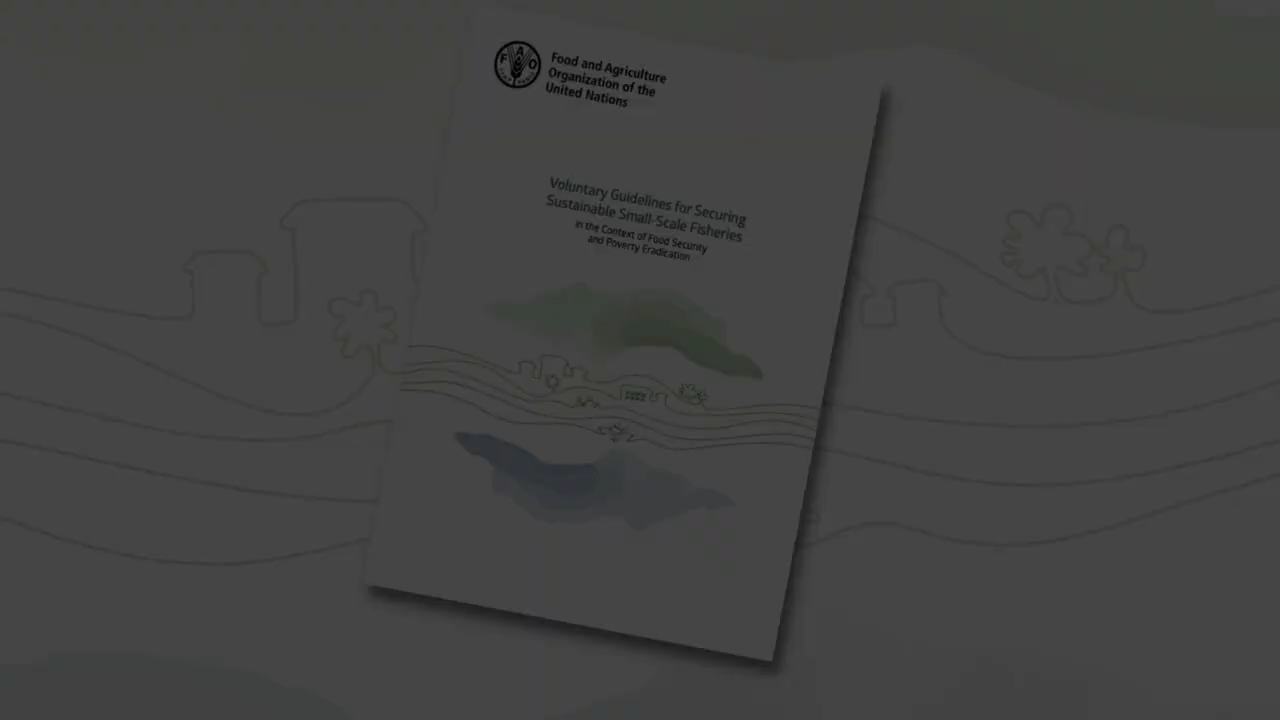 FAO
Food and Agriculture
Organization of the
United Nations
Voluntary Guidelines for Securing
Sustainable Small-Scale Fisheries
in the Context of Food Security
and Poverty Eradication